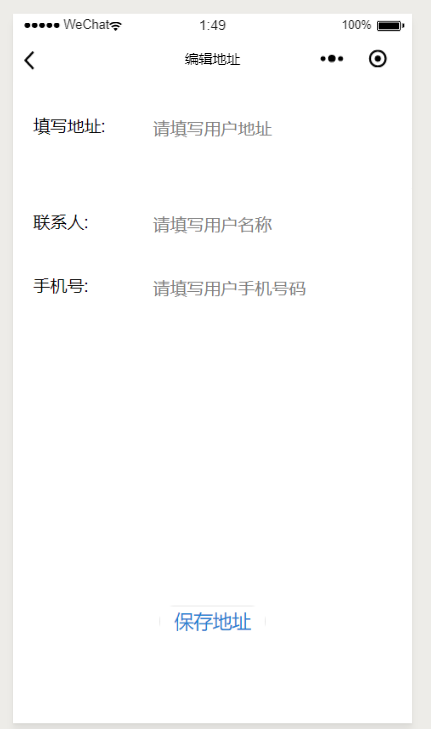 WeChat 1:49 100%
编辑地址
填写地址: 请填写用户地址
联系人: 请填写用户名称
手机号: 请填写用户手机号码
保存地址